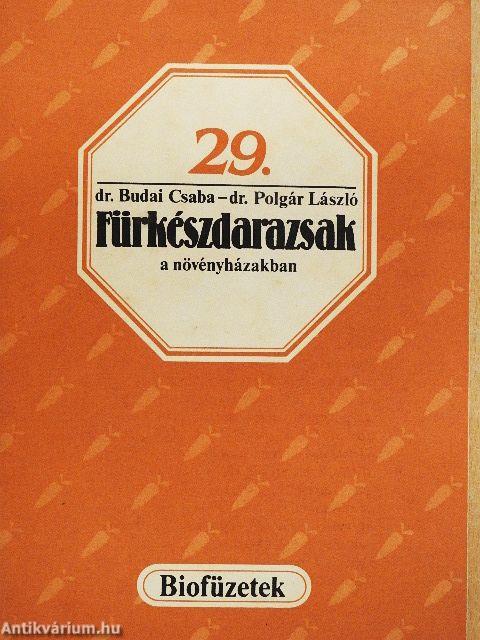 29.
dr. Budai Csaba – dr. Polgár László
Fürkészdarazsak
a növényházakban
Biofüzetek
Antikvárium.hu